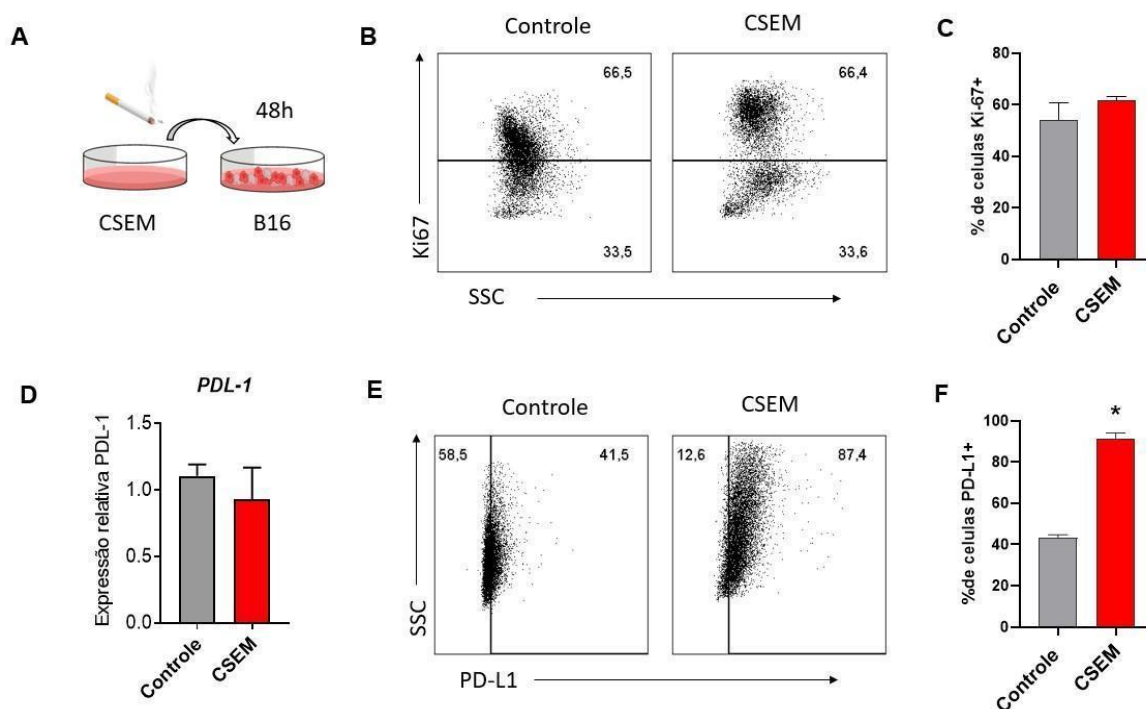 A
48h
CSEM
B16
B
Controle
CSEM
66,5
66,4
33,5
33,6
Ki67
SSC
C
80
60
40
20
0
% de celulas Ki-67+
Controle
CSEM
D
PDL-1
1.5
1.0
0.5
0.0
Expressão relativa PDL-1
Controle
CSEM
E
Controle
CSEM
58,5
41,5
12,6
87,4
SSC
PD-L1
F
*
100
80
60
40
20
0
%de celulas PD-L1+
Controle
CSEM